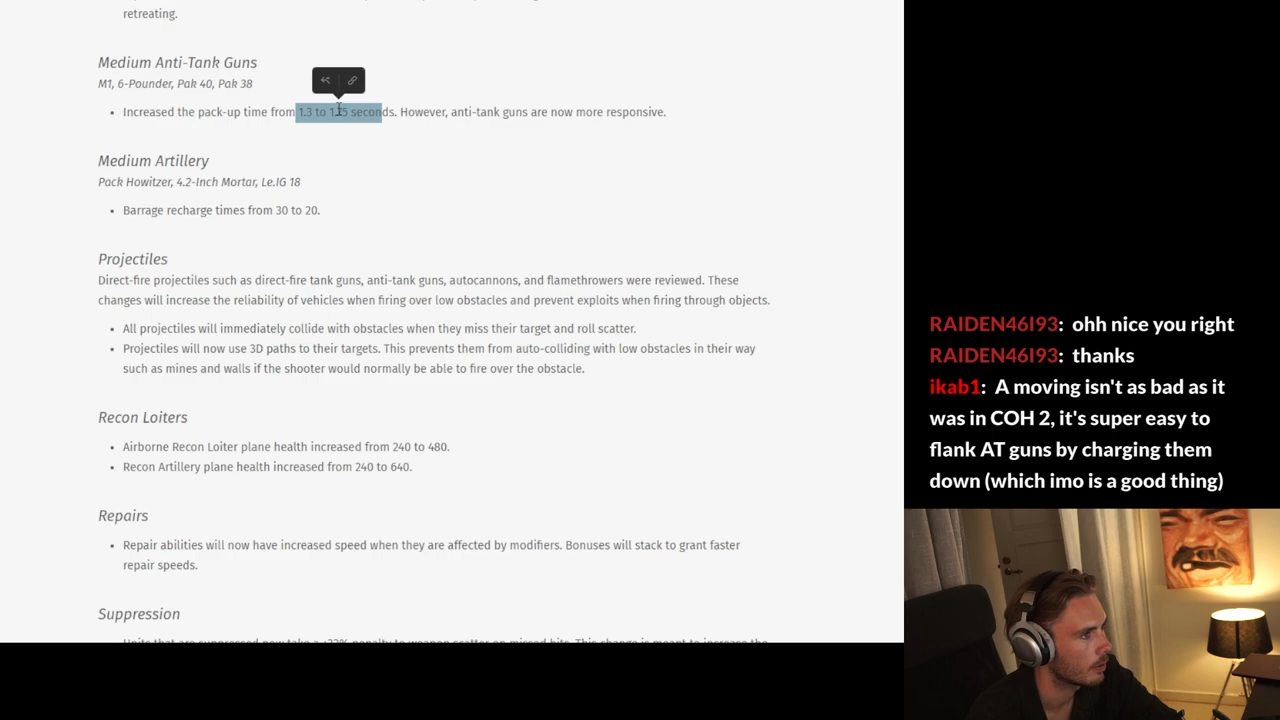 retreating.
Medium Anti-Tank Guns
M1, 6-Pounder, Pak 40, Pak 38
Increased the pack-up time from 1.3 to 1.75 seconds. However, anti-tank guns are now more responsive.
Medium Artillery
Pack Howitzer, 4.2-Inch Mortar, Le.IG 18
Barrage recharge times from 30 to 20.
Projectiles
Direct-fire projectiles such as direct-fire tank guns, anti-tank guns, autocannons, and flamethrowers were reviewed. These
changes will increase the reliability of vehicles when firing over low obstacles and prevent exploits when firing through objects.
All projectiles will immediately collide with obstacles when they miss their target and roll scatter.
Projectiles will now use 3D paths to their targets. This prevents them from auto-colliding with low obstacles in their way
such as mines and walls if the shooter would normally be able to fire over the obstacle.
Recon Loiters
Airborne Recon Loiter plane health increased from 240 to 480.
Recon Artillery plane health increased from 240 to 640.
Repairs
Repair abilities will now have increased speed when they are affected by modifiers. Bonuses will stack to grant faster
repair speeds.
Suppression
RAIDEN46I93: ohh nice you right
RAIDEN46I93: thanks
ikab1: A moving isn't as bad as it
was in COH 2, it's super easy to
flank AT guns by charging them
down (which imo is a good thing)